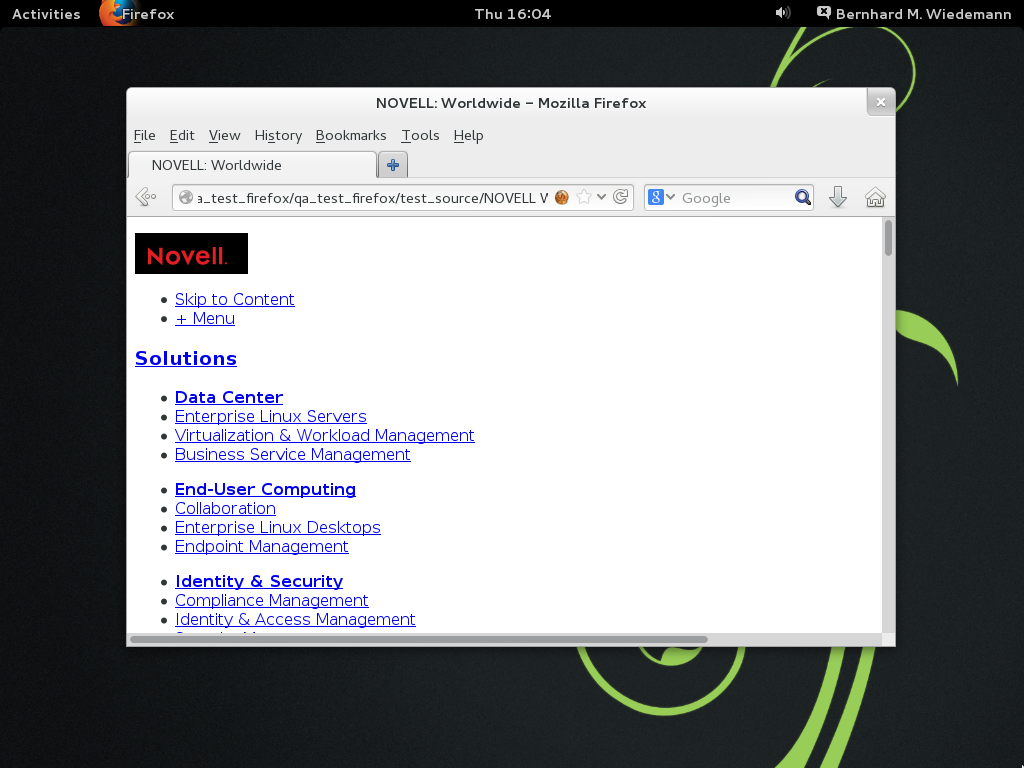 Activities Firefox Thu 16:04 Bernhard M. Wiedemann
NOVELL: Worldwide – Mozilla Firefox
File Edit View History Bookmarks Tools Help
NOVELL: Worldwide
a_test_firefox/qa_test_firefox/test_source/NOVELL W Google
Novell.
Skip to Content
+ Menu
Solutions
Data Center
Enterprise Linux Servers
Virtualization & Workload Management
Business Service Management
End-User Computing
Collaboration
Enterprise Linux Desktops
Endpoint Management
Identity & Security
Compliance Management
Identity & Access Management